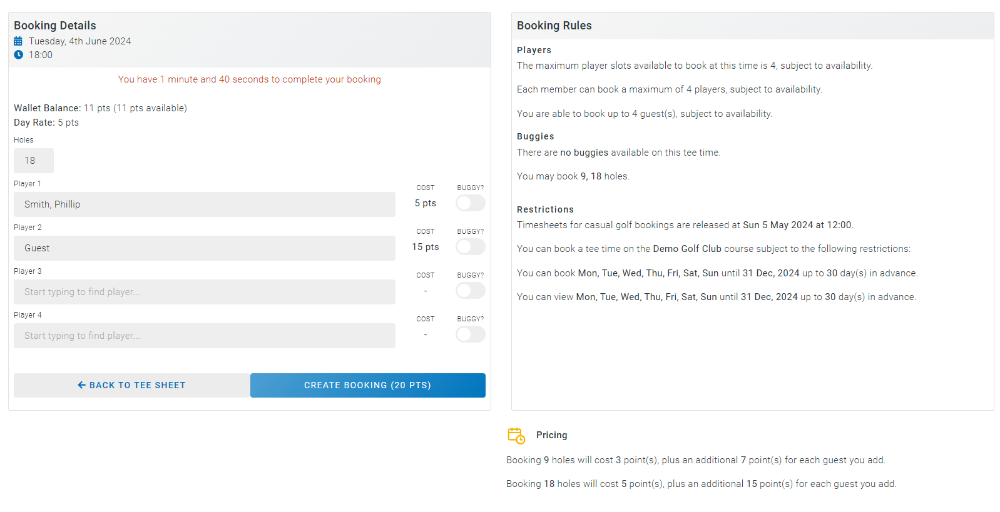 Booking Details
Tuesday, 4th June 2024
18:00
You have 1 minute and 40 seconds to complete your booking
Wallet Balance: 11 pts (11 pts available)
Day Rate: 5 pts
Holes
18
Player 1
COST
BUGGY?
Smith, Phillip
5 pts
Player 2
COST
BUGGY?
Guest
15 pts
Player 3
COST
BUGGY?
Start typing to find player...
-
Player 4
COST
BUGGY?
Start typing to find player...
-
BACK TO TEE SHEET
CREATE BOOKING (20 PTS)
Booking Rules
Players
The maximum player slots available to book at this time is 4, subject to availability.
Each member can book a maximum of 4 players, subject to availability.
You are able to book up to 4 guest(s), subject to availability.
Buggies
There are no buggies available on this tee time.
You may book 9, 18 holes.
Restrictions
Timesheets for casual golf bookings are released at Sun 5 May 2024 at 12:00.
You can book a tee time on the Demo Golf Club course subject to the following restrictions:
You can book Mon, Tue, Wed, Thu, Fri, Sat, Sun until 31 Dec, 2024 up to 30 day(s) in advance.
You can view Mon, Tue, Wed, Thu, Fri, Sat, Sun until 31 Dec, 2024 up to 30 day(s) in advance.
Pricing
Booking 9 holes will cost 3 point(s), plus an additional 7 point(s) for each guest you add.
Booking 18 holes will cost 5 point(s), plus an additional 15 point(s) for each guest you add.